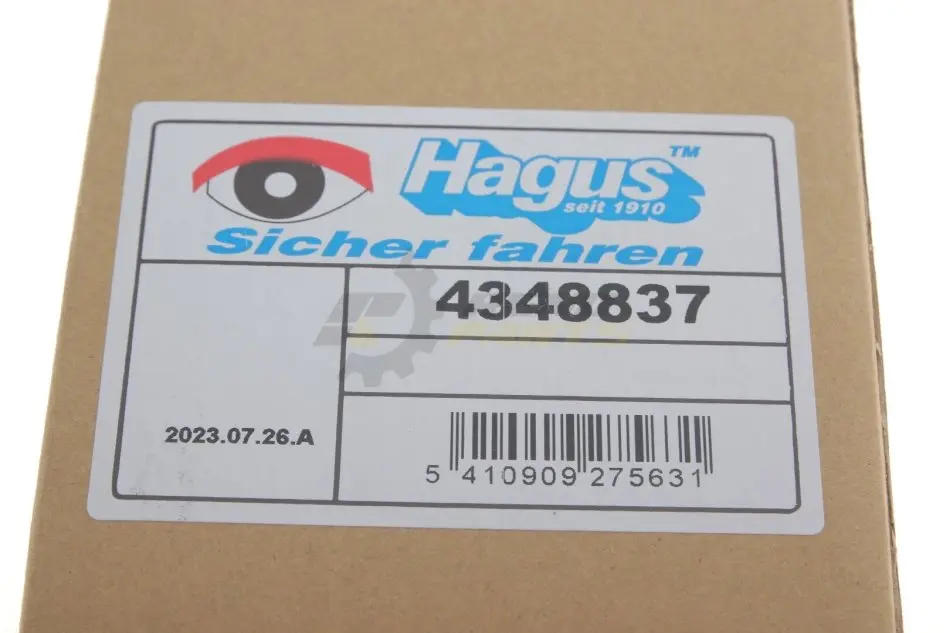 Hagus™
seit 1910
Sicher fahren
4348837
2023.07.26.A
5 410909 275631